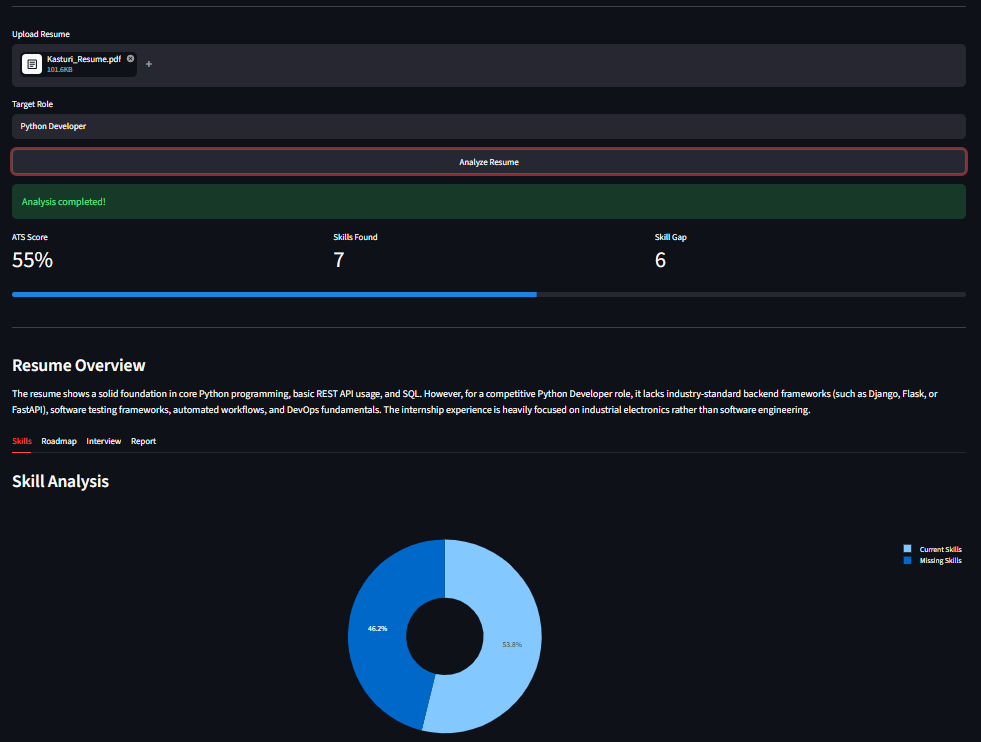 Upload Resume
Kasturi_Resume.pdf
101.6KB
Target Role
Python Developer
Analyze Resume
Analysis completed!
ATS Score
55%
Skills Found
7
Skill Gap
6
Resume Overview
The resume shows a solid foundation in core Python programming, basic REST API usage, and SQL. However, for a competitive Python Developer role, it lacks industry-standard backend frameworks (such as Django, Flask, or
FastAPI), software testing frameworks, automated workflows, and DevOps fundamentals. The internship experience is heavily focused on industrial electronics rather than software engineering.
Skills Roadmap Interview Report
Skill Analysis
Current Skills
Missing Skills
46.2%
53.8%